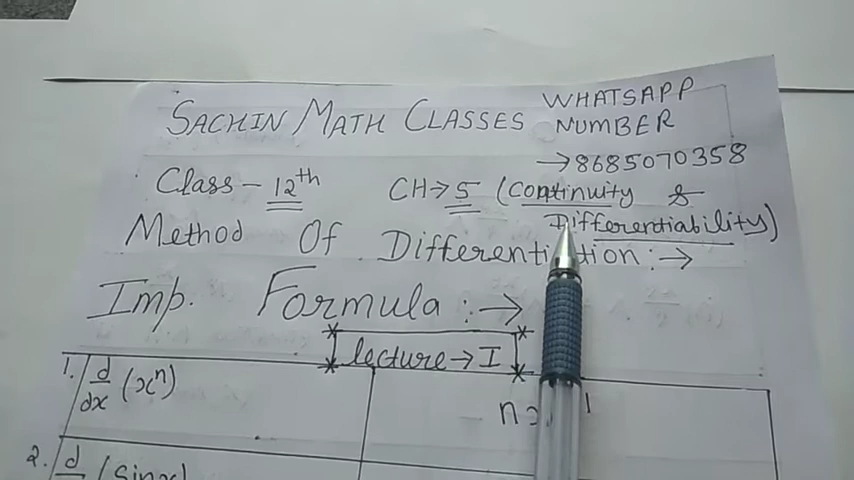 SACHIN MATH CLASSES
WHATSAPP
NUMBER
→8685070358
Class - 12th
CH→5 (Continuity &
Differentiability)
Method Of Differentiation :→
Imp. Formula :→
lecture→I
1. d/dx (xⁿ)
2. d (sinx)